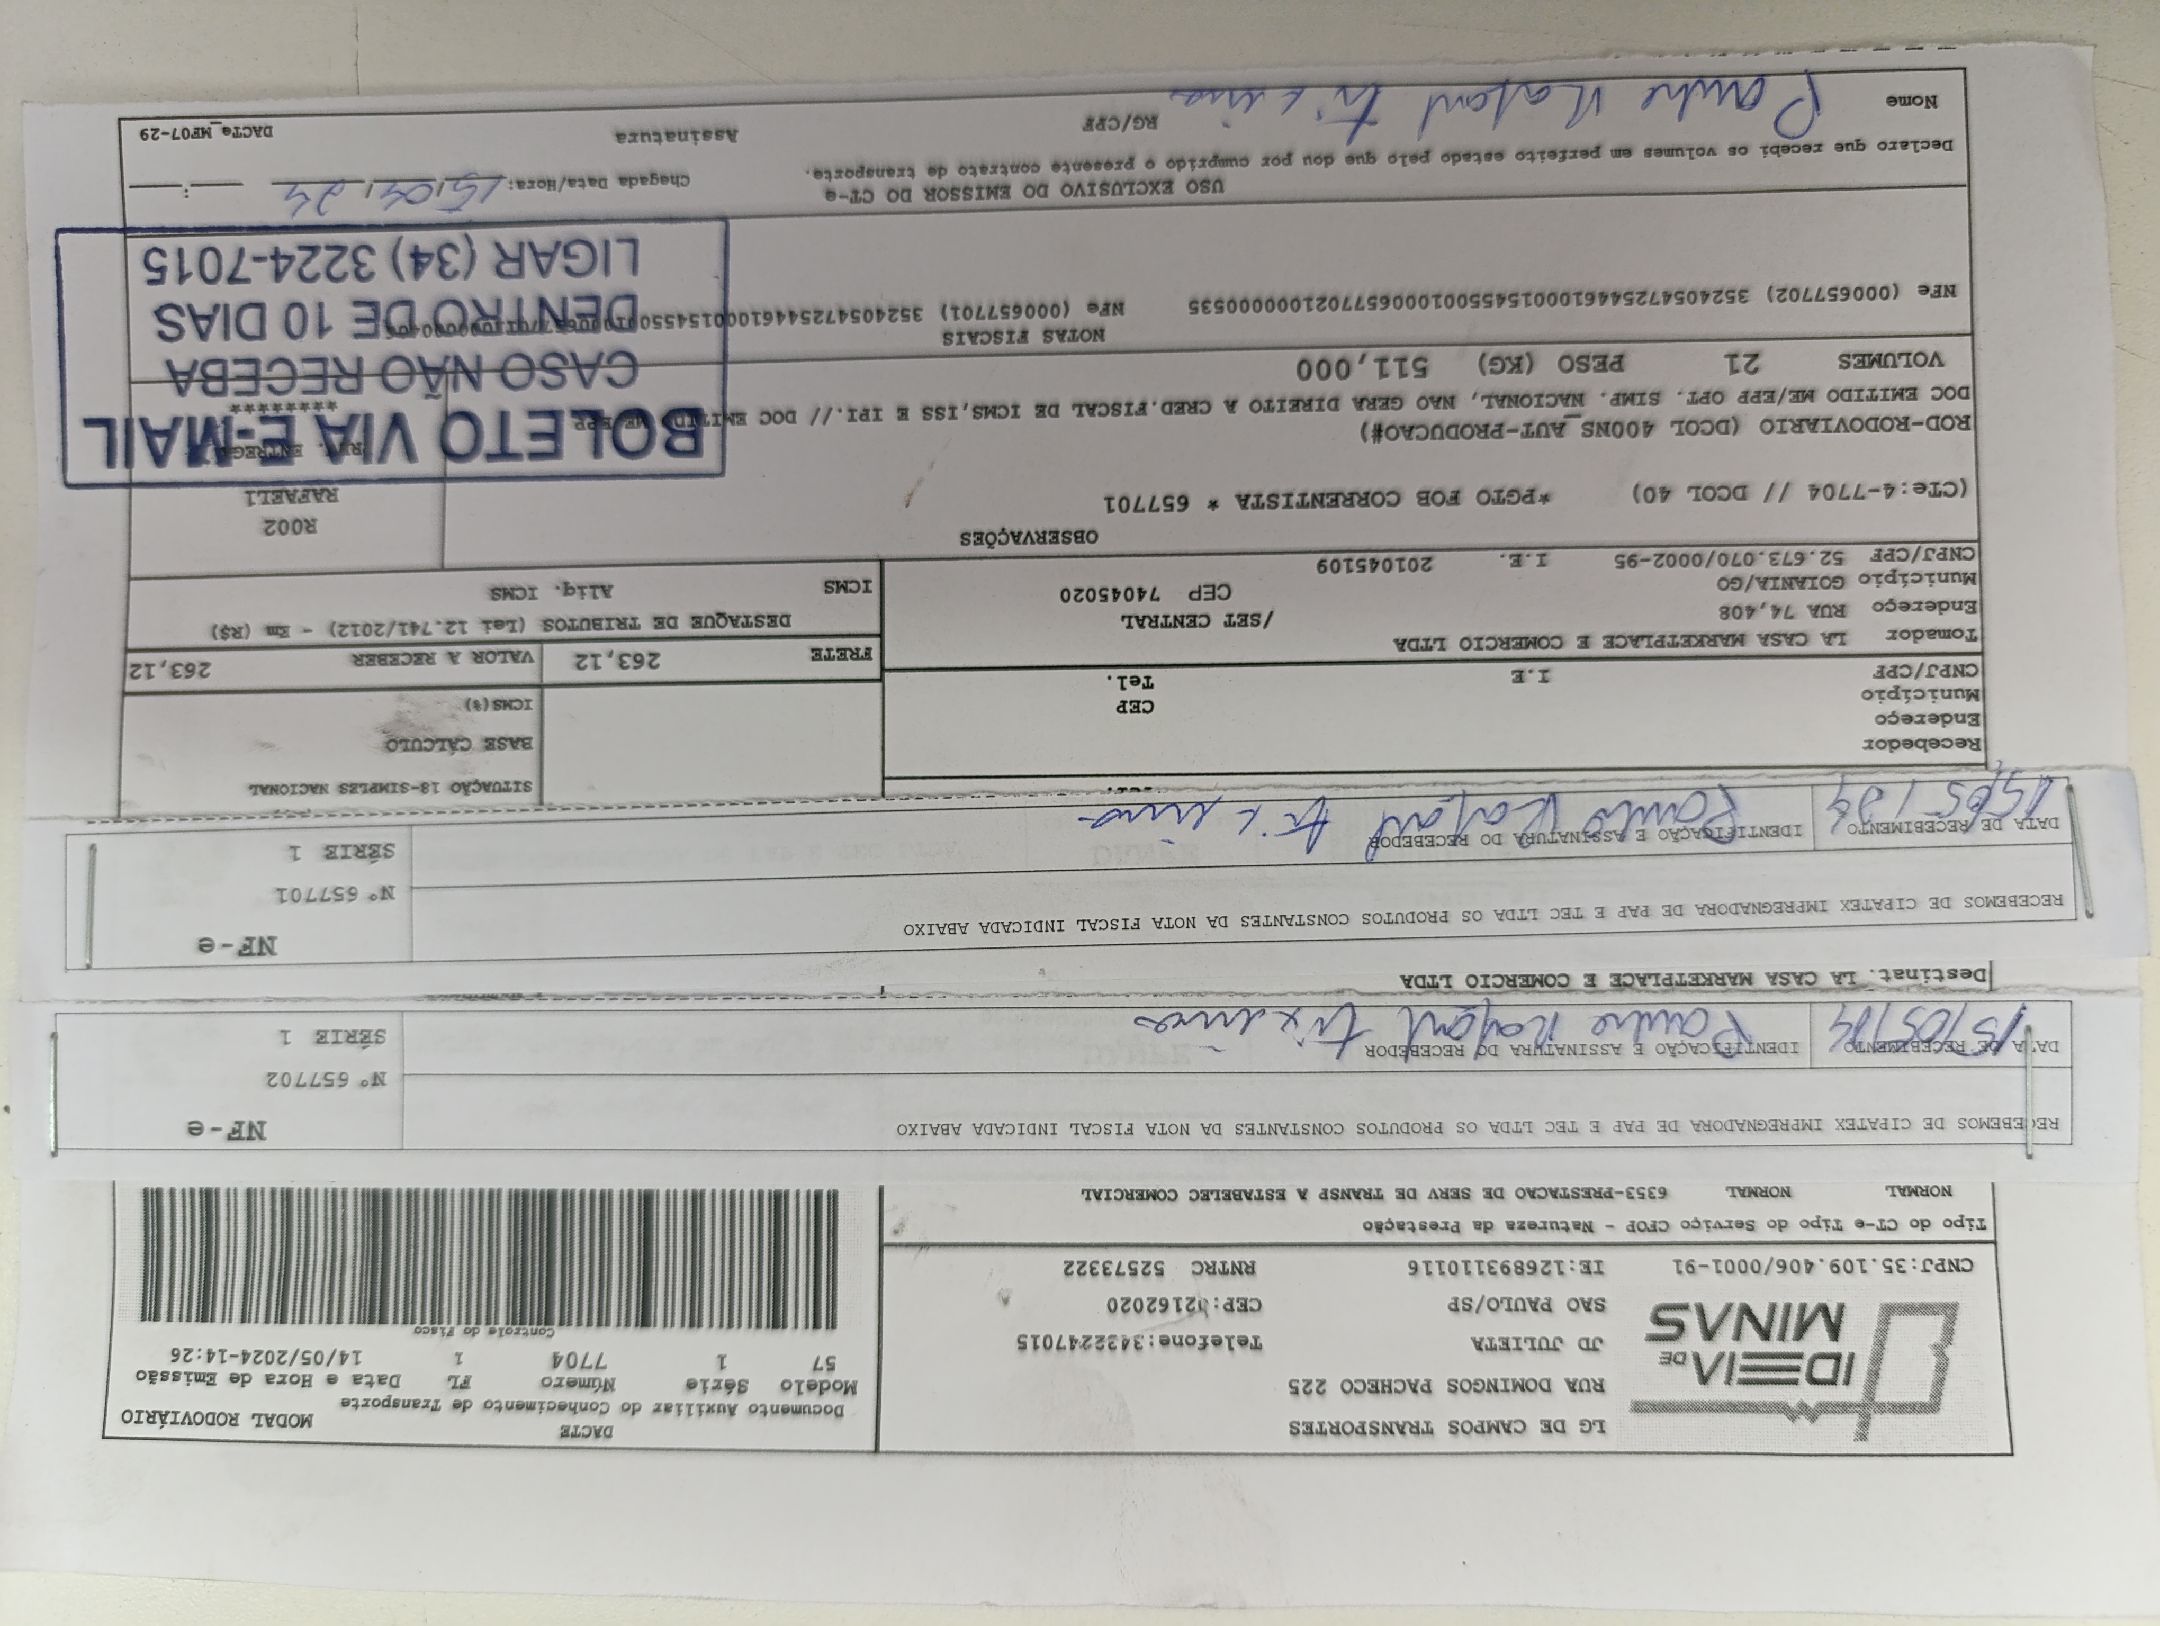 IDEIA DE MINAS
LG DE CAMPOS TRANSPORTES
RUA DOMINGOS PACHECO 225
JD JULIETA Telefone:3432247015
SAO PAULO/SP CEP:02162020
CNPJ:35.109.406/0001-91 IE:126893110116 RNTRC 52573322
DACTE
Documento Auxiliar do Conhecimento de Transporte
MODAL RODOVIÁRIO
Modelo Série Número FL Data e Hora de Emissão
57 1 7704 1 14/05/2024-14:26
Controle do Fisco
Tipo do CT-e Tipo do Serviço CFOP - Natureza da Prestação
NORMAL NORMAL 6353-PRESTACAO DE SERV DE TRANSP A ESTABELEC COMERCIAL
RECEBEMOS DE CIPATEX IMPREGNADORA DE PAP E TEC LTDA OS PRODUTOS CONSTANTES DA NOTA FISCAL INDICADA ABAIXO
NF-e
Nº 657702
SÉRIE 1
DATA DE RECEBIMENTO IDENTIFICAÇÃO E ASSINATURA DO RECEBEDOR
15/05/24
Destinat. LA CASA MARKETPLACE E COMERCIO LTDA
RECEBEMOS DE CIPATEX IMPREGNADORA DE PAP E TEC LTDA OS PRODUTOS CONSTANTES DA NOTA FISCAL INDICADA ABAIXO
NF-e
Nº 657701
SÉRIE 1
DATA DE RECEBIMENTO IDENTIFICAÇÃO E ASSINATURA DO RECEBEDOR
15/05/24
SITUAÇÃO 18-SIMPLES NACIONAL
BASE CÁLCULO
ICMS(%)
Recebedor
Endereço
Município CEP
CNPJ/CPF I.E Tel.
FRETE 263,12 VALOR A RECEBER 263,12
Tomador LA CASA MARKETPLACE E COMERCIO LTDA
Endereço RUA 74,408 /SET CENTRAL
Município GOIANIA/GO CEP 74045020
CNPJ/CPF 52.673.070/0002-95 I.E. 201045109
DESTAQUE DE TRIBUTOS (Lei 12.741/2012) - Em (R$)
ICMS Aliq. ICMS
OBSERVAÇÕES
(CTe:4-7704 // DCOL 40) *PGTO FOB CORRENTISTA * 657701
R002
RAFAELI
ROD-RODOVIARIO (DCOL 400NS_AUT-PRODUCAO#)
DOC EMITIDO ME/EPP OPT. SIMP. NACIONAL, NAO GERA DIREITO A CRED.FISCAL DE ICMS,ISS E IPI.// DOC EMITIDO ME/EPP
VOLUMES 21 PESO (KG) 511,000
NOTAS FISCAIS
NFe (000657702) 35240547254461000154550010006577021000000535 NFe (000657701)
BOLETO VIA E-MAIL
CASO NÃO RECEBA
DENTRO DE 10 DIAS
LIGAR (34) 3224-7015
USO EXCLUSIVO DO EMISSOR DO CT-e
Declaro que recebi os volumes em perfeito estado pelo que dou por cumprido o presente contrato de transporte.
Chegada Data/Hora:
Nome RG/CPF Assinatura
DACTe_MF07-29